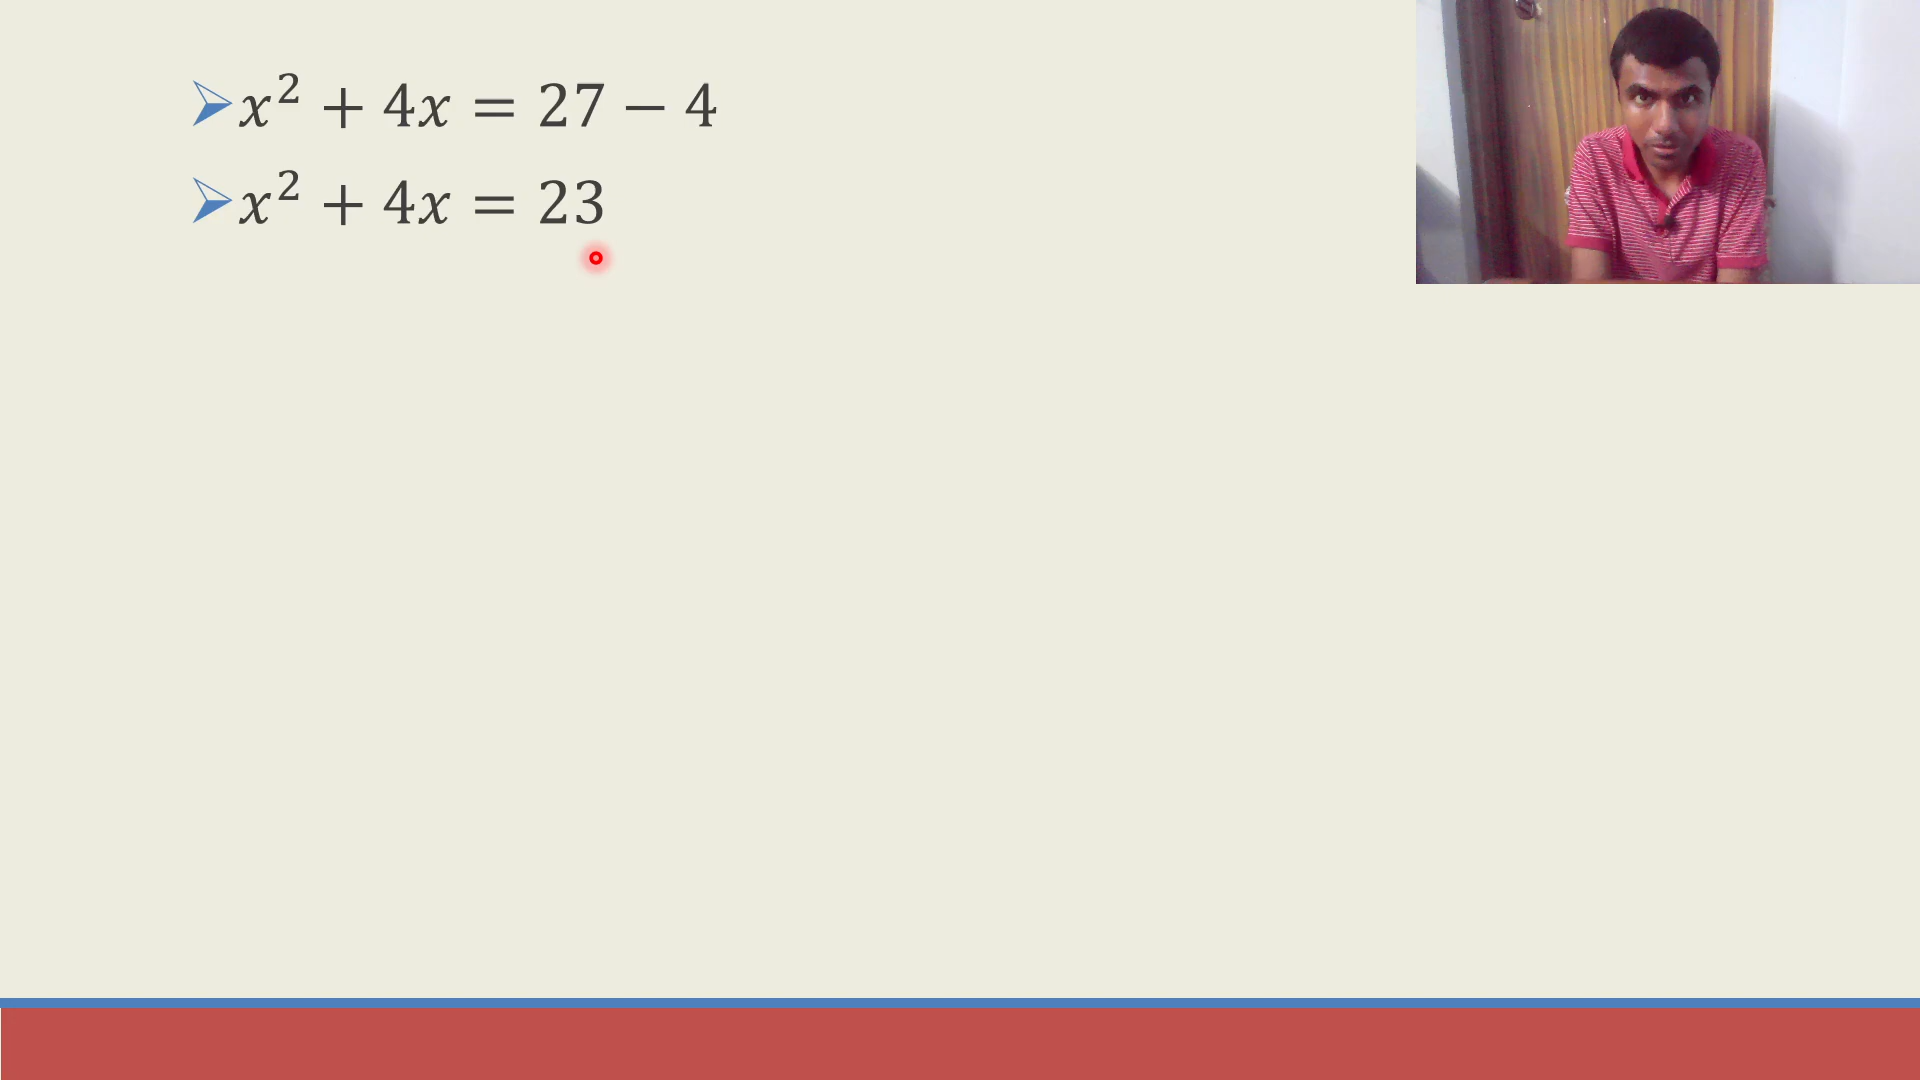 x² + 4x = 27 − 4
x² + 4x = 23